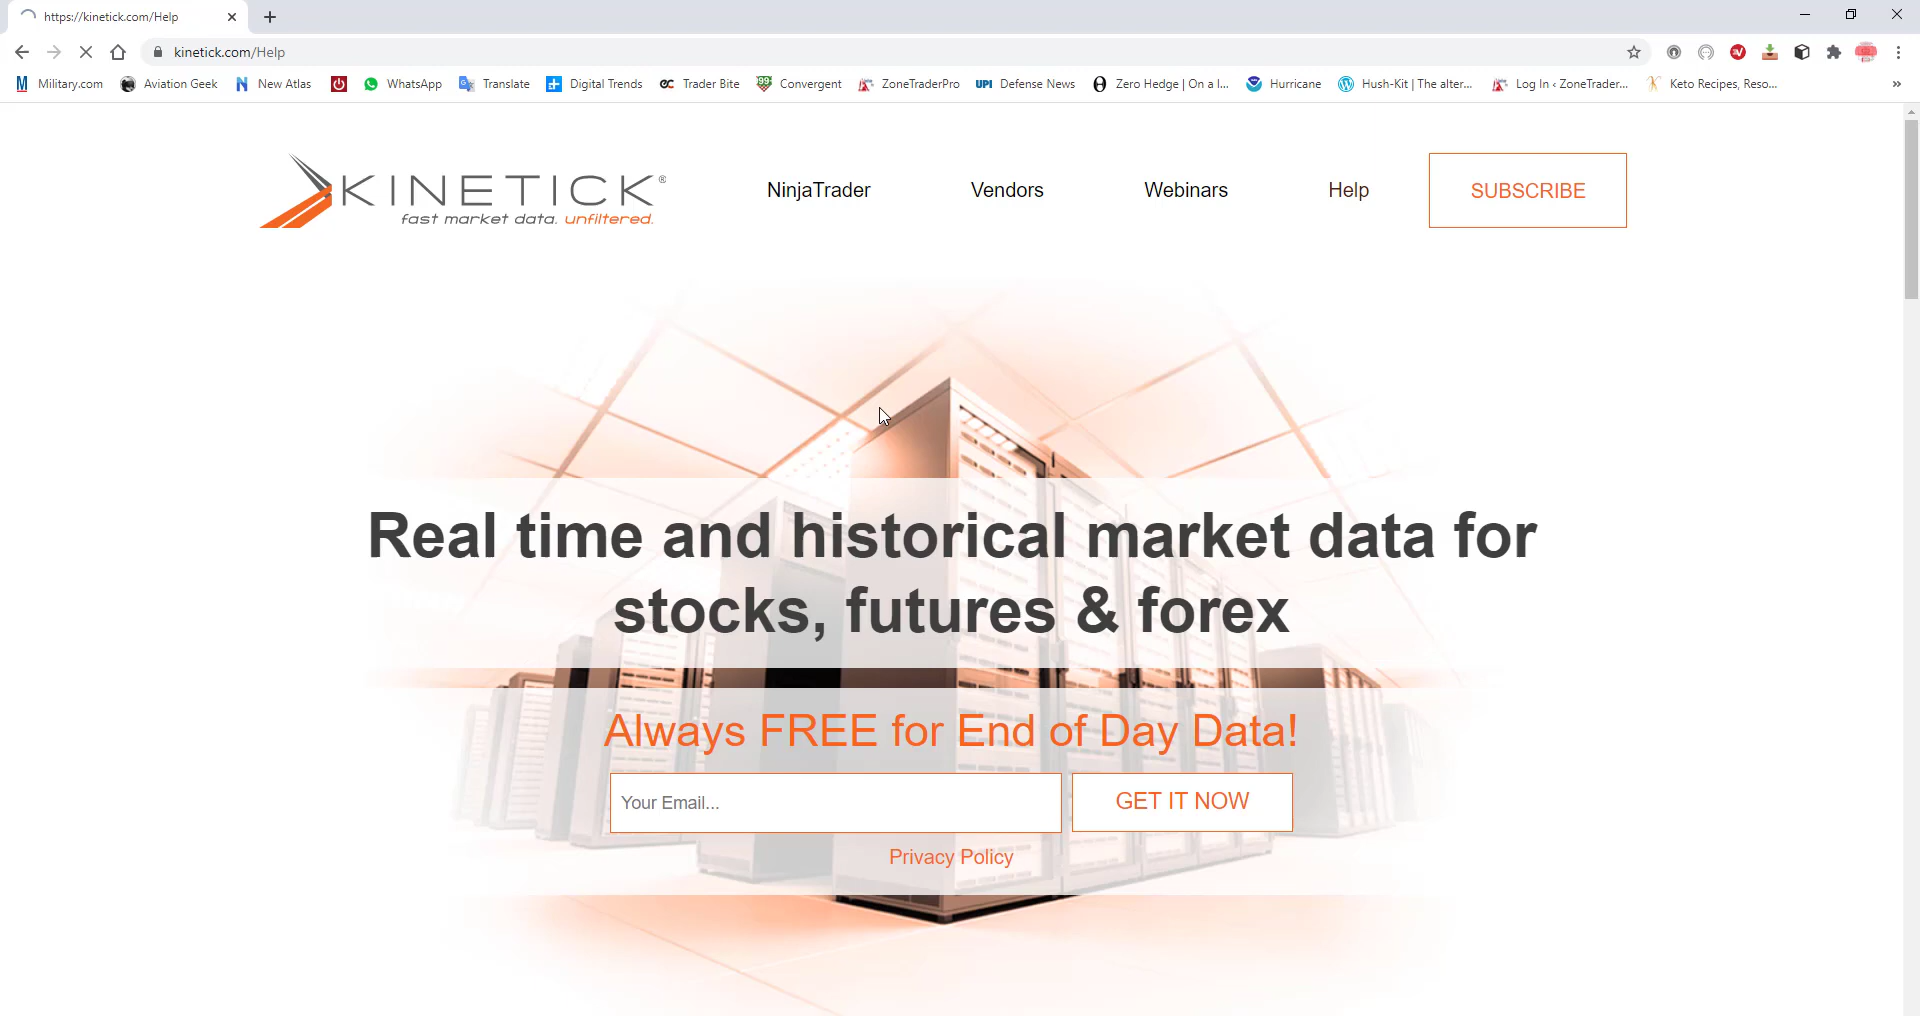 https://kinetick.com/Help
kinetick.com/Help
Military.com Aviation Geek New Atlas WhatsApp Translate Digital Trends Trader Bite Convergent ZoneTraderPro UPI Defense News Zero Hedge | On a l... Hurricane Hush-Kit | The alter... Log In ‹ ZoneTrader... Keto Recipes, Reso... »
KINETICK®
fast market data. unfiltered.
NinjaTrader Vendors Webinars Help SUBSCRIBE
Real time and historical market data for
stocks, futures & forex
Always FREE for End of Day Data!
Your Email... GET IT NOW
Privacy Policy